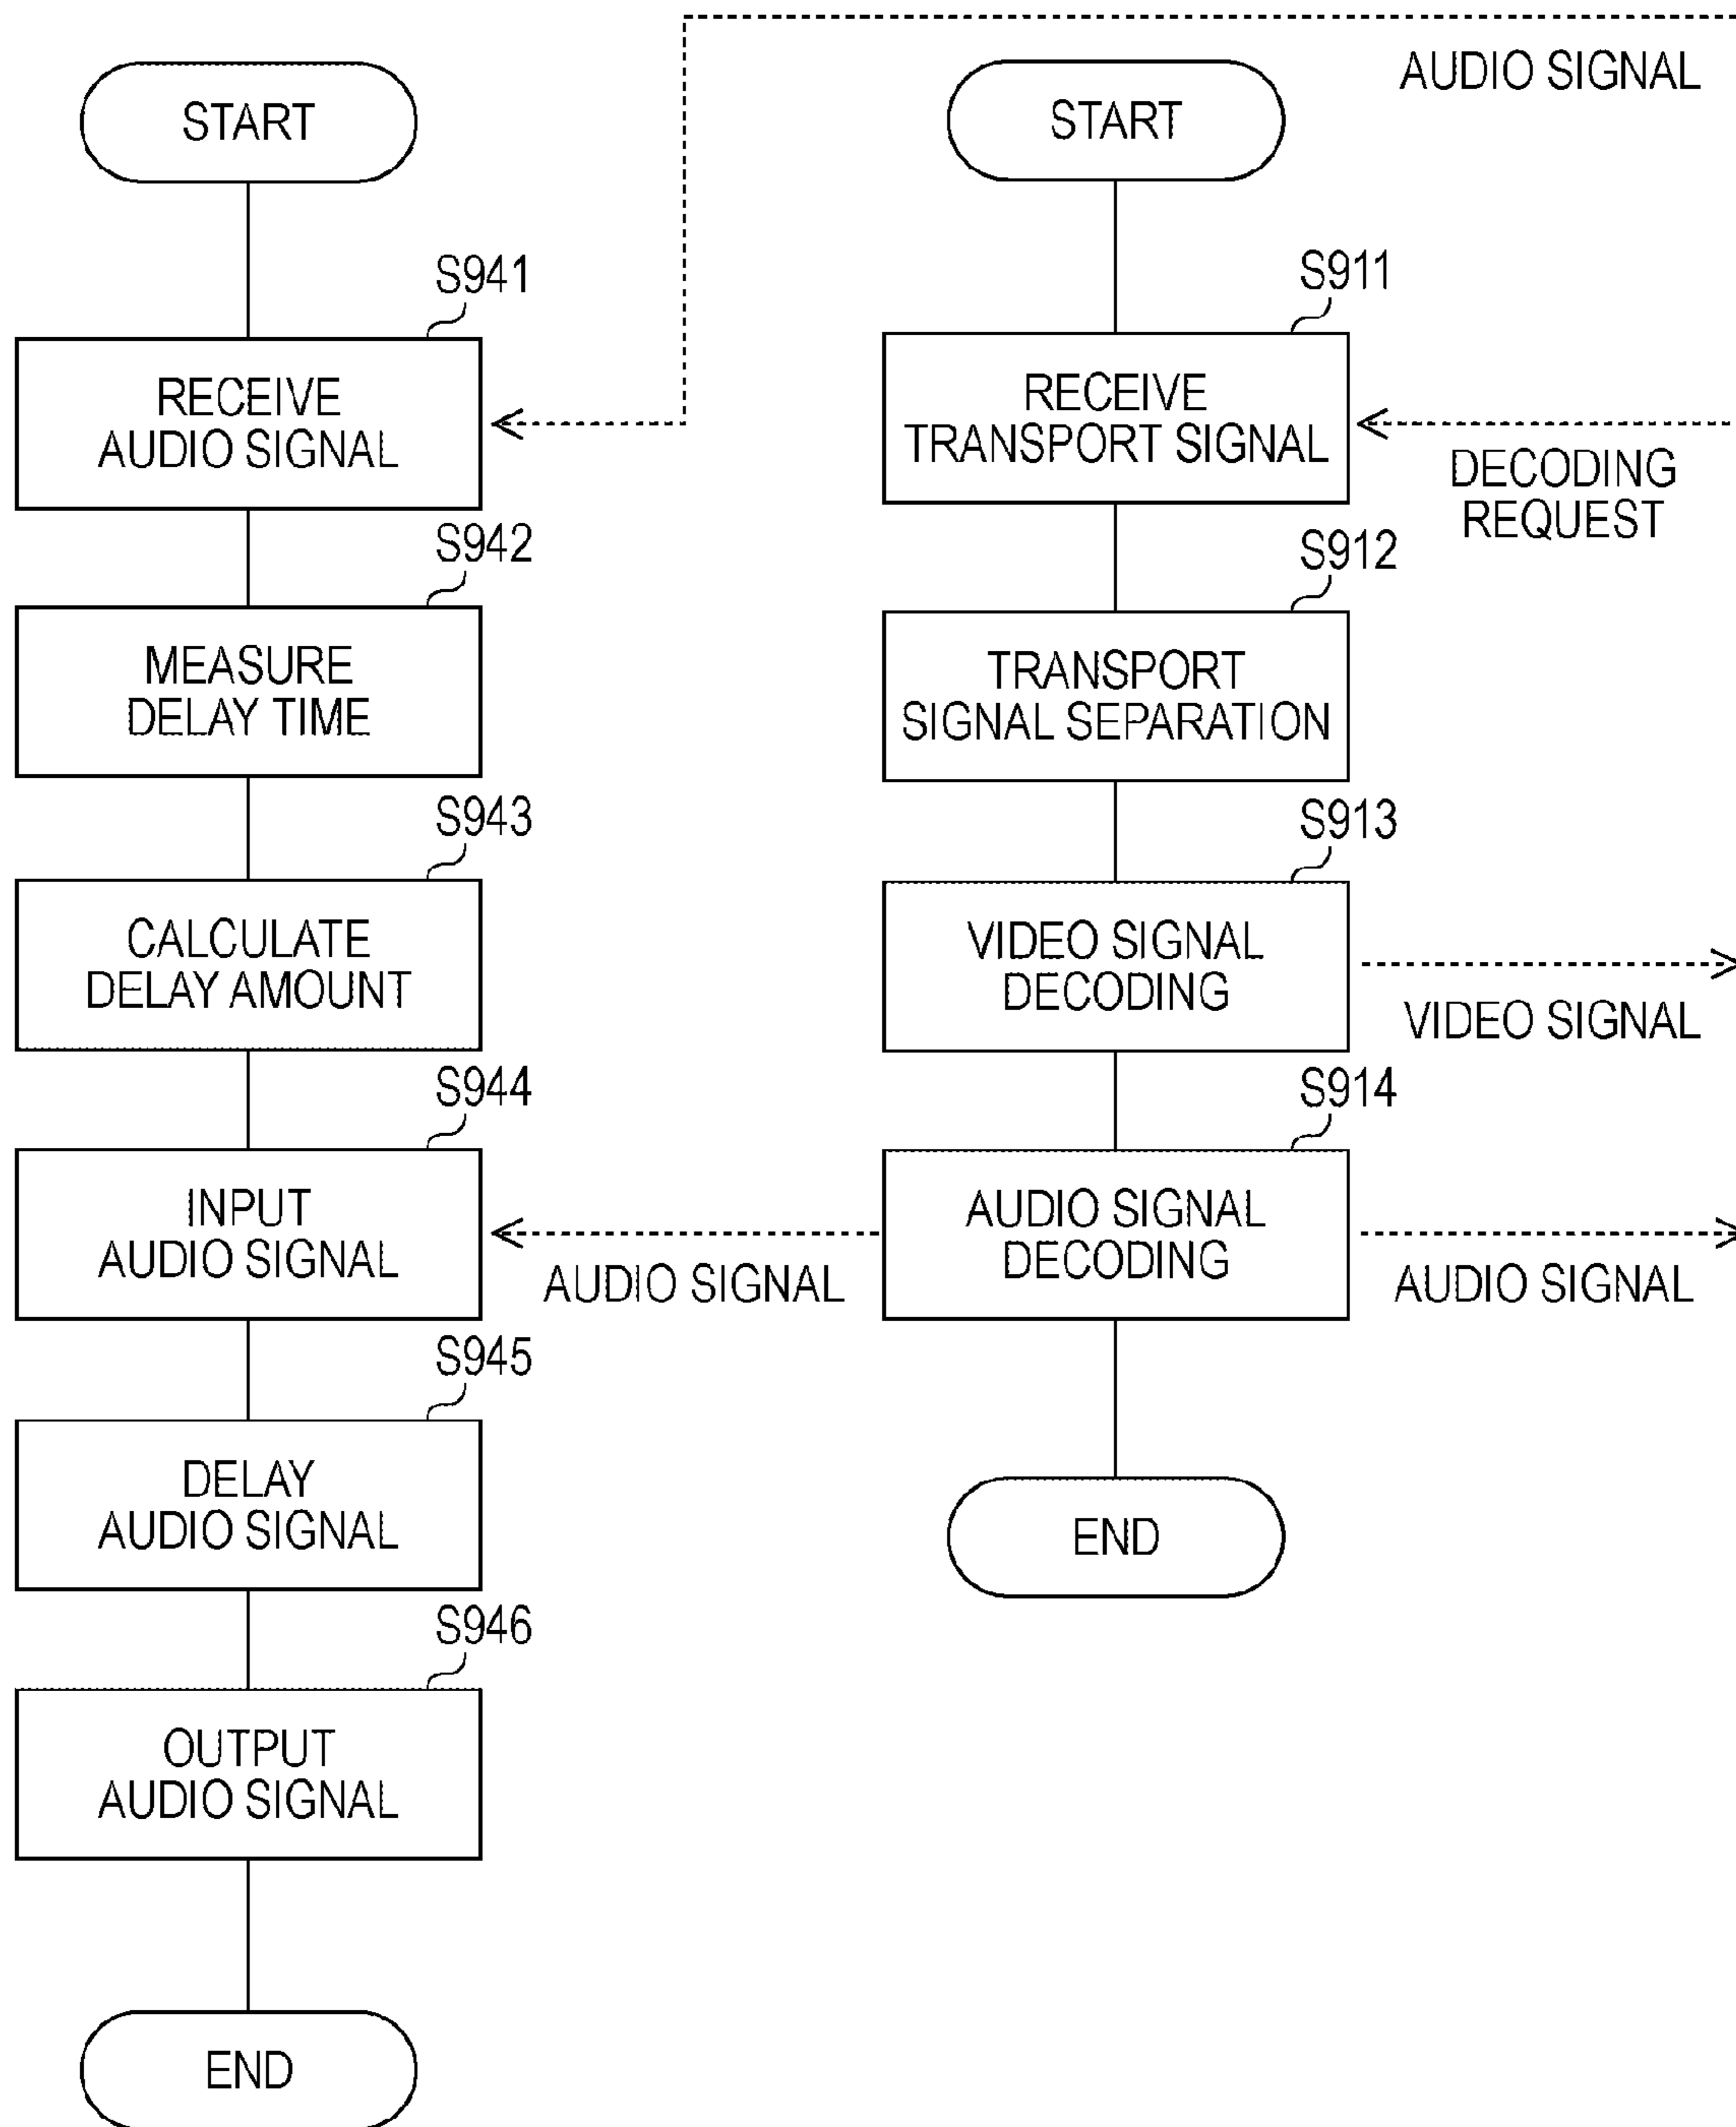 AUDIO SIGNAL
START
S941
RECEIVE
AUDIO SIGNAL
S942
MEASURE
DELAY TIME
S943
CALCULATE
DELAY AMOUNT
S944
INPUT
AUDIO SIGNAL
S945
DELAY
AUDIO SIGNAL
S946
OUTPUT
AUDIO SIGNAL
END
START
S911
RECEIVE
TRANSPORT SIGNAL
DECODING
REQUEST
S912
TRANSPORT
SIGNAL SEPARATION
S913
VIDEO SIGNAL
DECODING
VIDEO SIGNAL
S914
AUDIO SIGNAL
DECODING
AUDIO SIGNAL
AUDIO SIGNAL
END